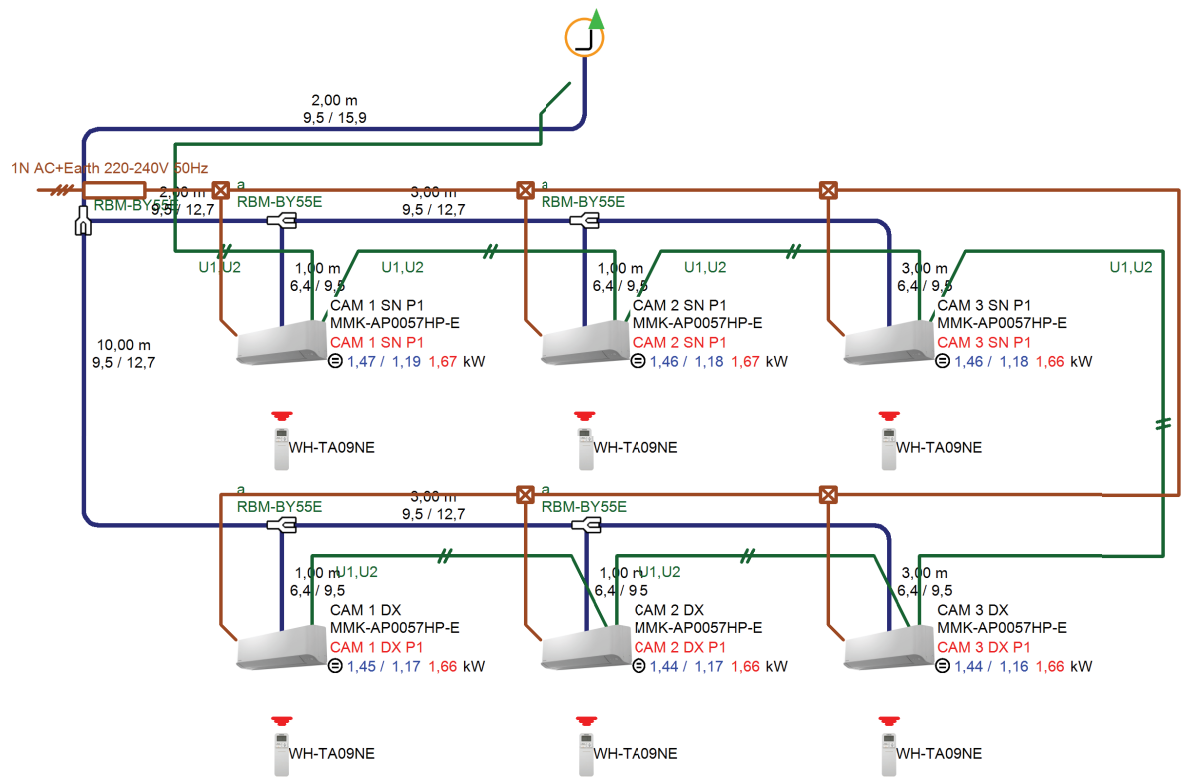 2,00 m
9,5 / 15,9
1N AC+Earth 220-240V 50Hz
a
a
2,00 m
3,00 m
RBM-BY55E
RBM-BY55E
RBM-BY55E
9,5 / 12,7
9,5 / 12,7
U1,U2
1,00 m
U1,U2
1,00 m
U1,U2
3,00 m
U1,U2
6,4 / 9,5
6,4 / 9,5
6,4 / 9,5
CAM 1 SN P1
MMK-AP0057HP-E
CAM 1 SN P1
1,47 / 1,19 1,67 kW
CAM 2 SN P1
MMK-AP0057HP-E
CAM 2 SN P1
1,46 / 1,18 1,67 kW
CAM 3 SN P1
MMK-AP0057HP-E
CAM 3 SN P1
1,46 / 1,18 1,66 kW
10,00 m
9,5 / 12,7
WH-TA09NE
WH-TA09NE
WH-TA09NE
a
a
3,00 m
RBM-BY55E
RBM-BY55E
9,5 / 12,7
1,00 m
U1,U2
1,00 m
U1,U2
3,00 m
6,4 / 9,5
6,4 / 9,5
6,4 / 9,5
CAM 1 DX
MMK-AP0057HP-E
CAM 1 DX P1
1,45 / 1,17 1,66 kW
CAM 2 DX
MMK-AP0057HP-E
CAM 2 DX P1
1,44 / 1,17 1,66 kW
CAM 3 DX
MMK-AP0057HP-E
CAM 3 DX P1
1,44 / 1,16 1,66 kW
WH-TA09NE
WH-TA09NE
WH-TA09NE